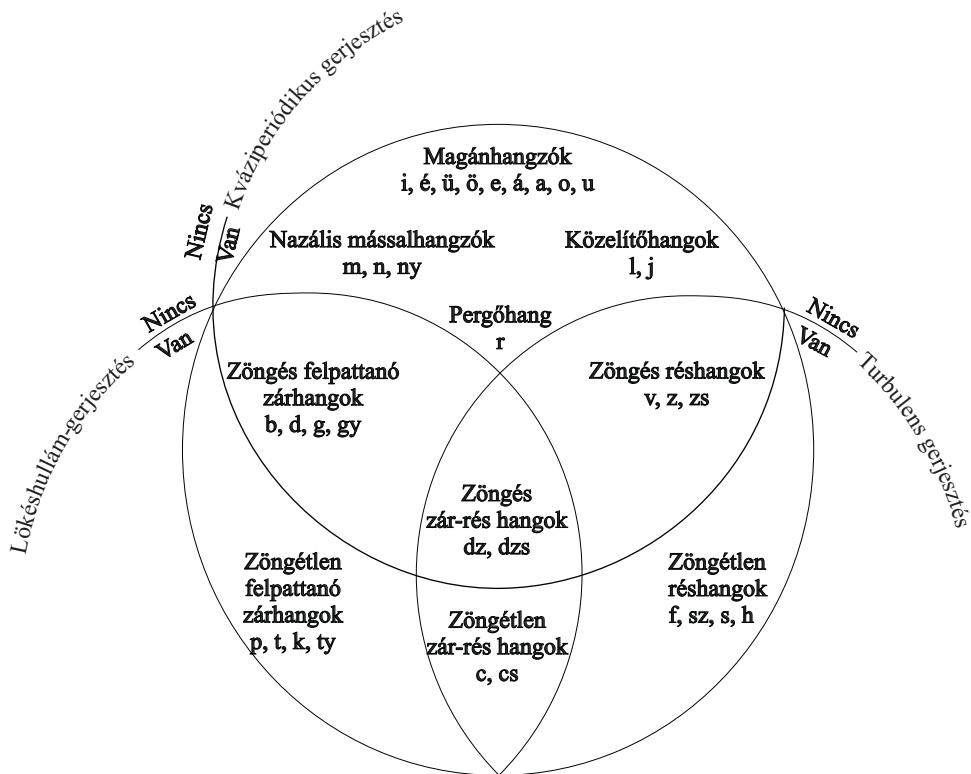 Kváziperiódikus gerjesztés
Nincs
Van
Magánhangzók
i, é, ü, ö, e, á, a, o, u
Nazális mássalhangzók
m, n, ny
Közelítőhangok
l, j
Pergőhang
r
Lökéshullám-gerjesztés
Nincs
Van
Turbulens gerjesztés
Nincs
Van
Zöngés felpattanó
zárhangok
b, d, g, gy
Zöngés réshangok
v, z, zs
Zöngés
zár-rés hangok
dz, dzs
Zöngétlen
felpattanó
zárhangok
p, t, k, ty
Zöngétlen
zár-rés hangok
c, cs
Zöngétlen
réshangok
f, sz, s, h